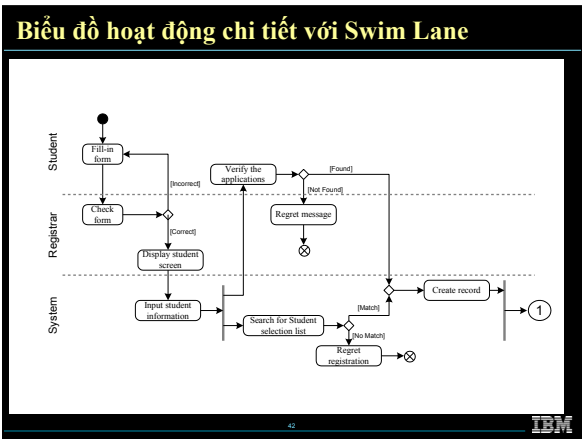 Biểu đồ hoạt động chi tiết với Swim Lane
Student
Fill-in
form
[Incorrect]
Verify the
applications
[Found]
[Not Found]
Registrar
Check
form
[Correct]
Regret message
Display student
screen
System
Input student
information
Search for Student
selection list
[Match]
[No Match]
Regret
registration
Create record
1
42
IBM